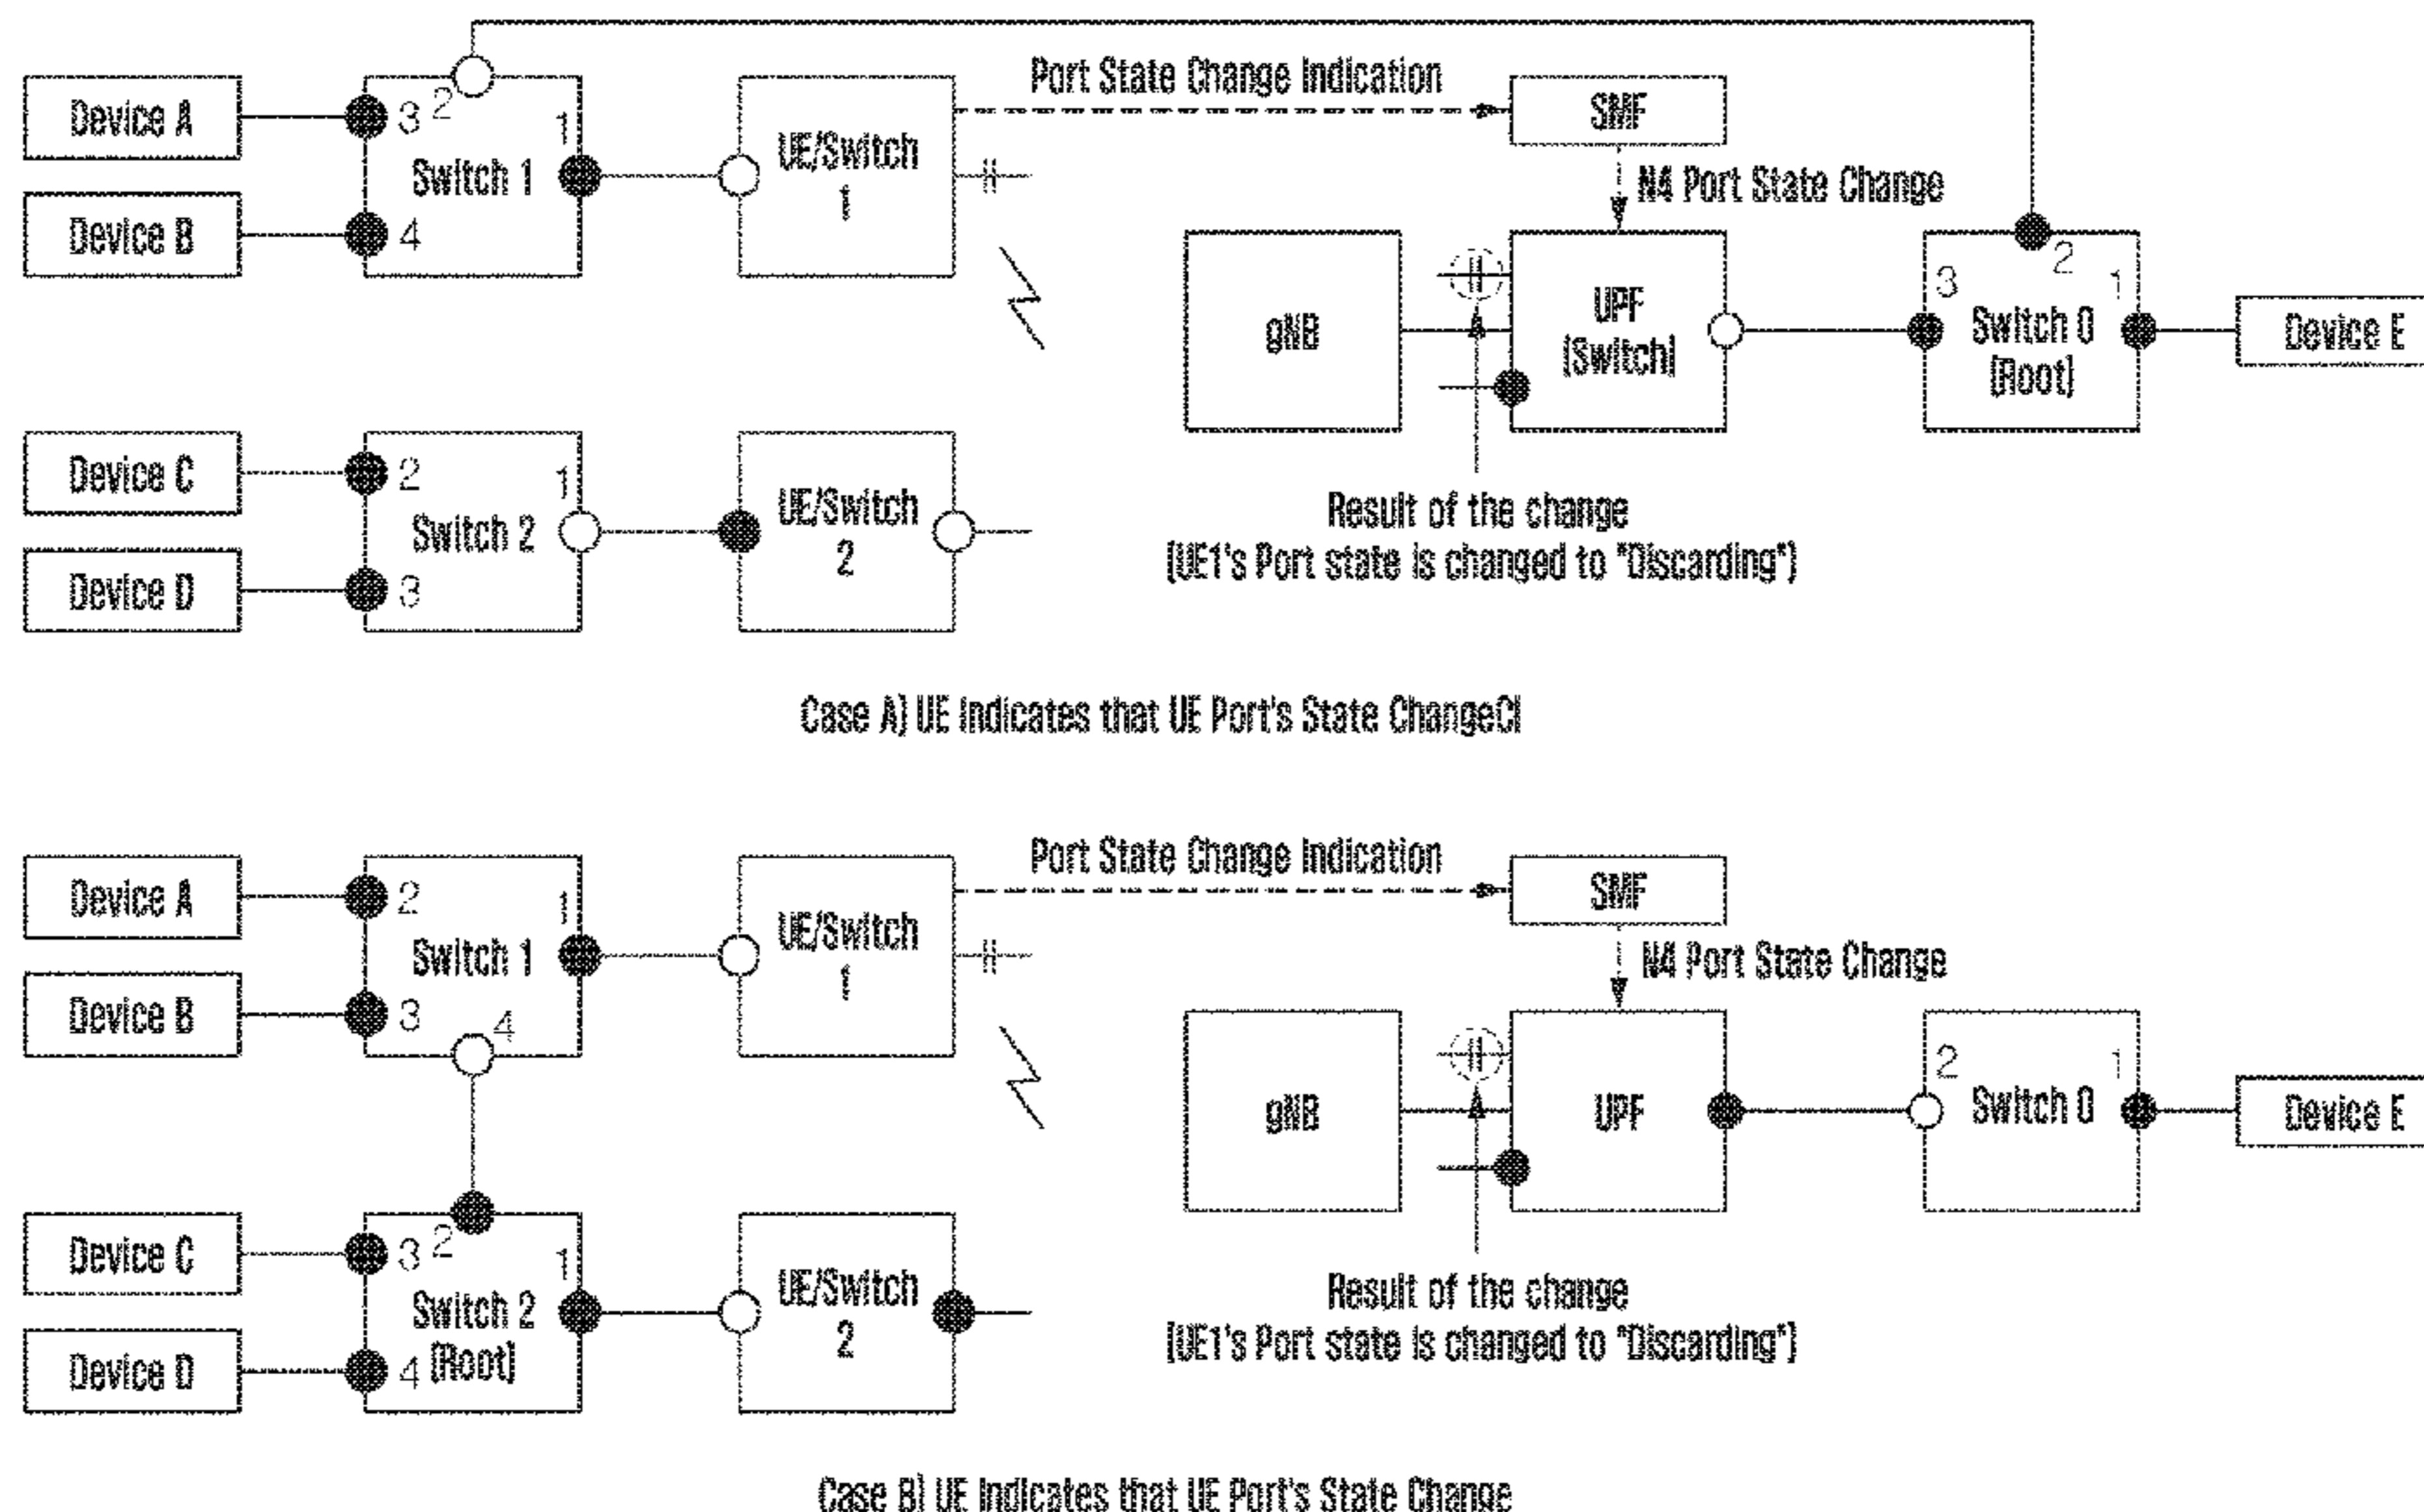 Port State Change Indication
Device A
3
2
1
Switch 1
UE/Switch
1
SMF
N4 Port State Change
Device B
4
gNB
UPF
(Switch)
3
2
1
Switch 0
(Root)
Device E
Device C
2
1
Switch 2
UE/Switch
2
Device D
3
Result of the change
(UE1's Port state is changed to "Discarding")
Case A) UE Indicates that UE Port's State ChangeCI
Port State Change Indication
Device A
2
1
Switch 1
UE/Switch
1
SMF
N4 Port State Change
Device B
3
4
gNB
UPF
2
1
Switch 0
Device E
Device C
3
2
1
Switch 2
(Root)
UE/Switch
2
Device D
4
Result of the change
(UE1's Port state is changed to "Discarding")
Case B) UE Indicates that UE Port's State Change